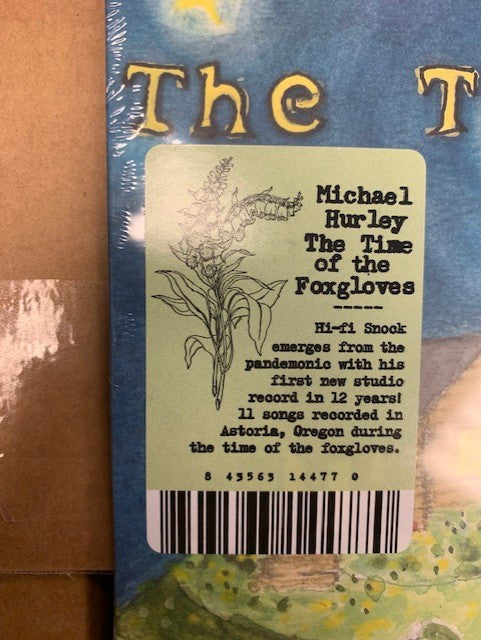 The T
Michael
Hurley
The Time
of the
Foxgloves
-----
Hi-fi Snock
emerges from the
pandemonic with his
first new studio
record in 12 years!
11 songs recorded in
Astoria, Oregon during
the time of the foxgloves.
8 43563 14477 0